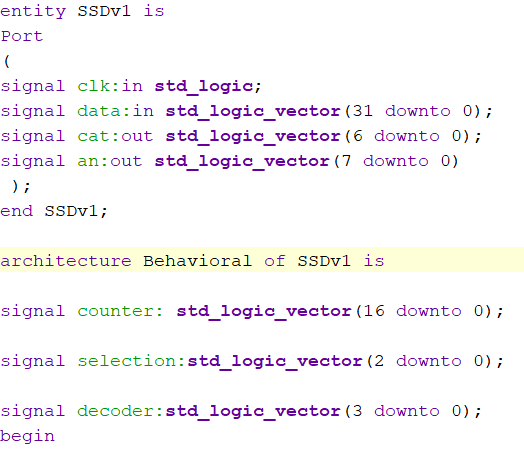 entity SSDv1 is
Port
(
signal clk:in std_logic;
signal data:in std_logic_vector(31 downto 0);
signal cat:out std_logic_vector(6 downto 0);
signal an:out std_logic_vector(7 downto 0)
 );
end SSDv1;
architecture Behavioral of SSDv1 is
signal counter: std_logic_vector(16 downto 0);
signal selection:std_logic_vector(2 downto 0);
signal decoder:std_logic_vector(3 downto 0);
begin